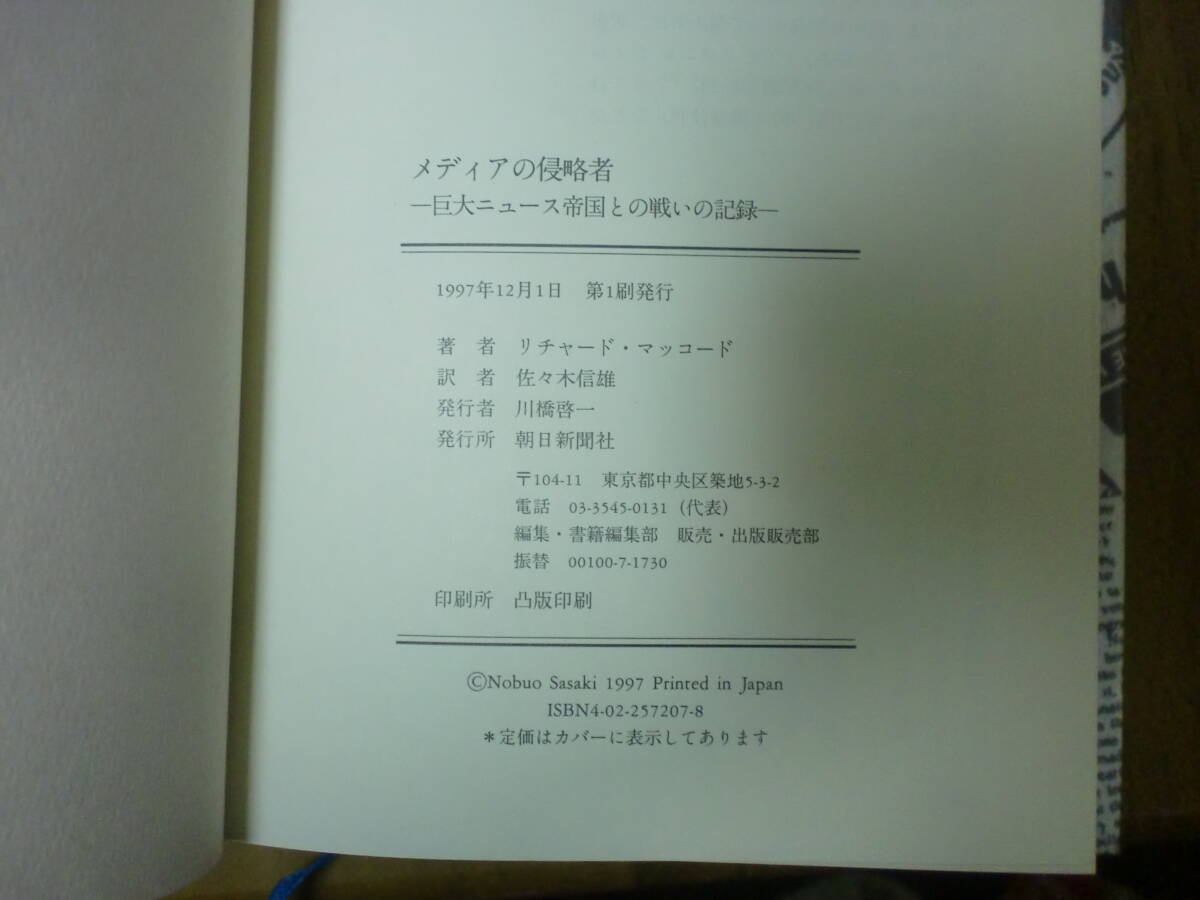 メディアの侵略者
―巨大ニュース帝国との戦いの記録―
1997年12月1日　第1刷発行
著　者　リチャード・マッコード
訳　者　佐々木信雄
発行者　川橋啓一
発行所　朝日新聞社
〒104-11　東京都中央区築地5-3-2
電話　03-3545-0131（代表）
編集・書籍編集部　販売・出版販売部
振替　00100-7-1730
印刷所　凸版印刷
©Nobuo Sasaki 1997 Printed in Japan
ISBN4-02-257207-8
＊定価はカバーに表示してあります